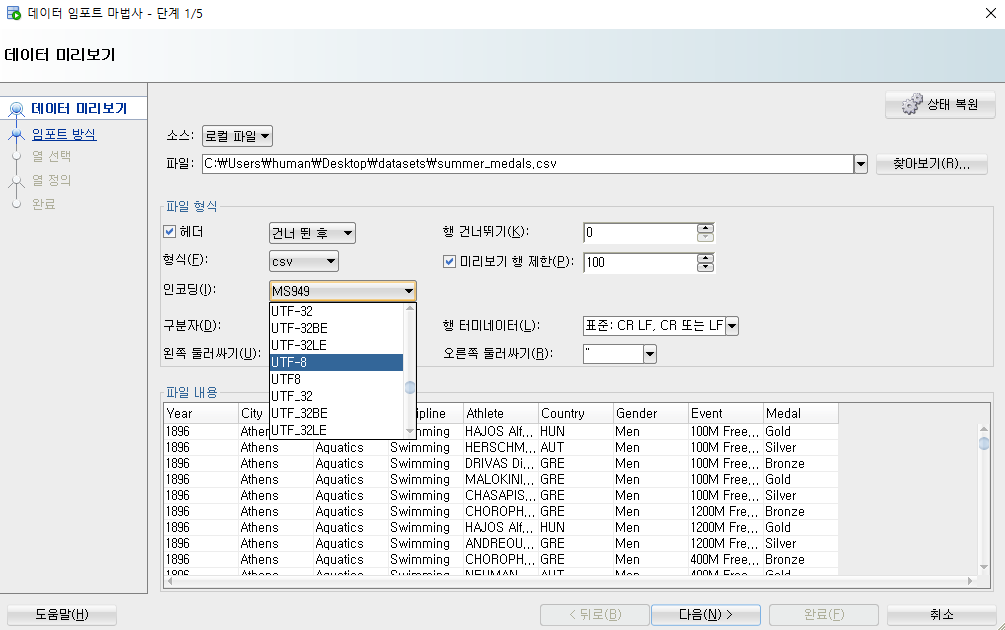 데이터 임포트 마법사 - 단계 1/5
데이터 미리보기
데이터 미리보기
임포트 방식
열 선택
열 정의
완료
상태 복원
소스: 로컬 파일
파일: C:₩Users₩human₩Desktop₩datasets₩summer_medals.csv 찾아보기(R)...
파일 형식
헤더 건너 뛴 후 행 건너뛰기(K): 0
형식(F): csv 미리보기 행 제한(P): 100
인코딩(I): MS949
UTF-32
UTF-32BE
UTF-32LE
UTF-8
UTF8
UTF_32
UTF_32BE
UTF_32LE
구분자(D): 행 터미네이터(L): 표준: CR LF, CR 또는 LF
왼쪽 둘러싸기(U): 오른쪽 둘러싸기(R): "
파일 내용
Year City ipline Athlete Country Gender Event Medal
1896 Ather mming HAJOS Alf... HUN Men 100M Free... Gold
1896 Athens Aquatics Swimming HERSCHM... AUT Men 100M Free... Silver
1896 Athens Aquatics Swimming DRIVAS Di... GRE Men 100M Free... Bronze
1896 Athens Aquatics Swimming MALOKINI... GRE Men 100M Free... Gold
1896 Athens Aquatics Swimming CHASAPIS... GRE Men 100M Free... Silver
1896 Athens Aquatics Swimming CHOROPH... GRE Men 1200M Fre... Bronze
1896 Athens Aquatics Swimming HAJOS Alf... HUN Men 1200M Fre... Gold
1896 Athens Aquatics Swimming ANDREOU... GRE Men 1200M Fre... Silver
1896 Athens Aquatics Swimming CHOROPH... GRE Men 400M Free... Bronze
1896 Athens Aquatics Swimming NEUMAN AUT Men 400M Free... Gold
도움말(H) < 뒤로(B) 다음(N) > 완료(F) 취소